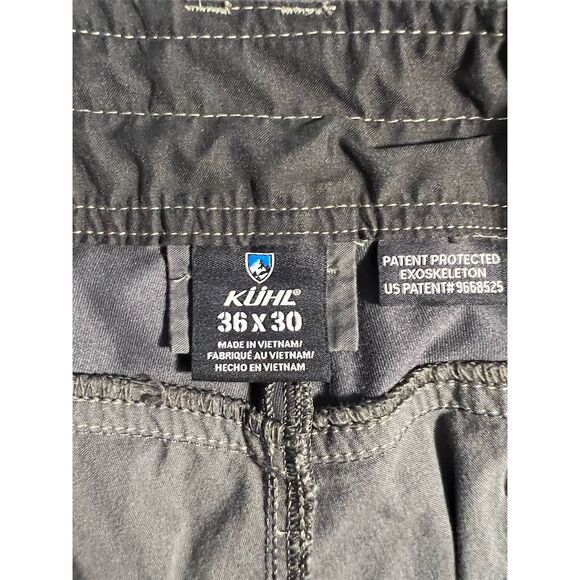 KÜHL®
36 X 30
MADE IN VIETNAM/
FABRIQUÉ AU VIETNAM/
HECHO EN VIETNAM
PATENT PROTECTED
EXOSKELETON
US PATENT# 9668525